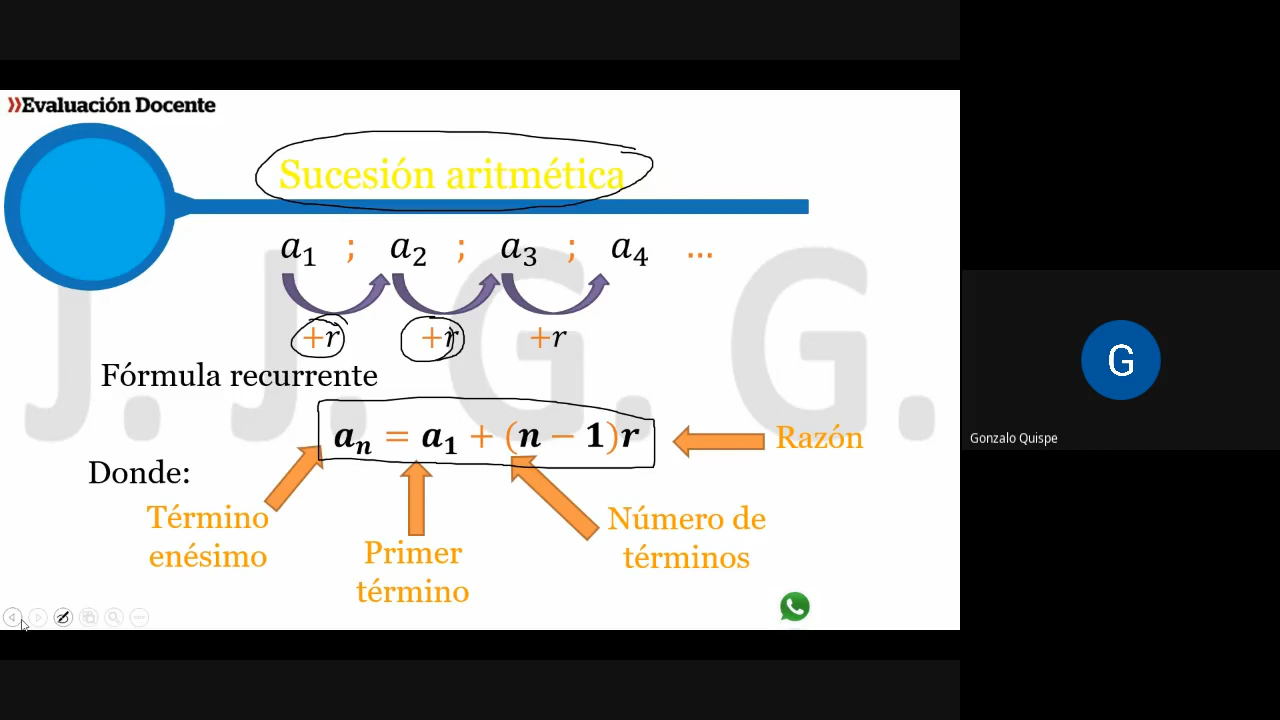 »Evaluación Docente
Sucesión aritmética
a₁ ; a₂ ; a₃ ; a₄ ...
+r +r +r
J. J. G. G.
Fórmula recurrente
aₙ = a₁ + (n − 1)r
Razón
Donde:
Término
enésimo
Primer
término
Número de
términos
G
Gonzalo Quispe